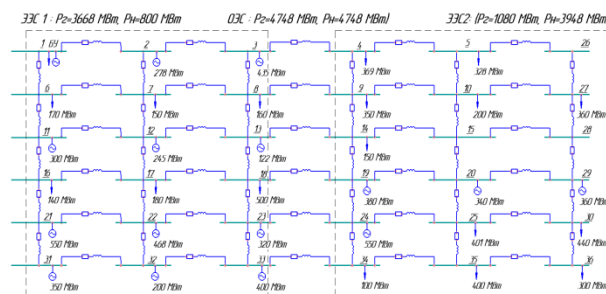 ЭЭС 1 : Pг=3668 МВт, Pн=800 МВт) ОЭС : Pг=4748 МВт, Pн=4748 МВт) ЭЭС2: (Pг=1080 МВт, Pн=3948 МВт)
1 БУ 2 3 4 5 26
278 МВт 435 МВт 369 МВт 328 МВт
6 7 8 9 10 27
170 МВт 150 МВт 160 МВт 350 МВт 200 МВт 360 МВт
11 12 13 14 15 28
300 МВт 245 МВт 122 МВт 150 МВт
16 17 18 19 20 29
140 МВт 180 МВт 500 МВт 380 МВт 340 МВт 360 МВт
21 22 23 24 25 30
550 МВт 468 МВт 320 МВт 550 МВт 401 МВт 440 МВт
31 32 33 34 35 36
350 МВт 200 МВт 400 МВт 100 МВт 400 МВт 300 МВт